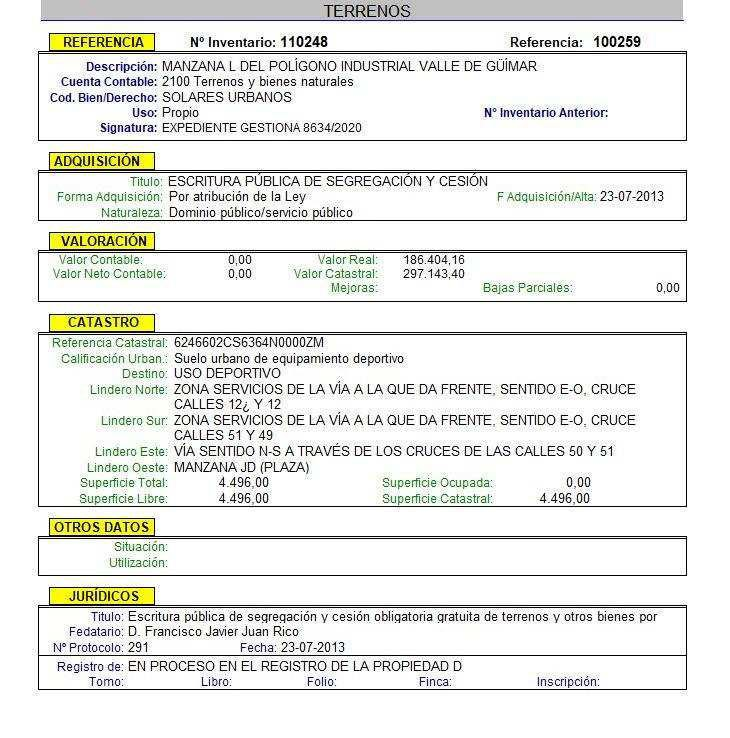 TERRENOS
REFERENCIA Nº Inventario: 110248 Referencia: 100259
Descripción: MANZANA L DEL POLÍGONO INDUSTRIAL VALLE DE GÜÍMAR
Cuenta Contable: 2100 Terrenos y bienes naturales
Cod. Bien/Derecho: SOLARES URBANOS
Uso: Propio Nº Inventario Anterior:
Signatura: EXPEDIENTE GESTIONA 8634/2020
ADQUISICIÓN
Titulo: ESCRITURA PÚBLICA DE SEGREGACIÓN Y CESIÓN
Forma Adquisición: Por atribución de la Ley F Adquisición/Alta: 23-07-2013
Naturaleza: Dominio público/servicio público
VALORACIÓN
Valor Contable: 0,00 Valor Real: 186.404,16
Valor Neto Contable: 0,00 Valor Catastral: 297.143,40
Mejoras: Bajas Parciales: 0,00
CATASTRO
Referencia Catastral: 6246602CS6364N0000ZM
Calificación Urban.: Suelo urbano de equipamiento deportivo
Destino: USO DEPORTIVO
Lindero Norte: ZONA SERVICIOS DE LA VÍA A LA QUE DA FRENTE, SENTIDO E-O, CRUCE
CALLES 12¿ Y 12
Lindero Sur: ZONA SERVICIOS DE LA VÍA A LA QUE DA FRENTE, SENTIDO E-O, CRUCE
CALLES 51 Y 49
Lindero Este: VÍA SENTIDO N-S A TRAVÉS DE LOS CRUCES DE LAS CALLES 50 Y 51
Lindero Oeste: MANZANA JD (PLAZA)
Superficie Total: 4.496,00 Superficie Ocupada: 0,00
Superficie Libre: 4.496,00 Superficie Catastral: 4.496,00
OTROS DATOS
Situación:
Utilización:
JURÍDICOS
Titulo: Escritura pública de segregación y cesión obligatoria gratuita de terrenos y otros bienes por
Fedatario: D. Francisco Javier Juan Rico
Nº Protocolo: 291 Fecha: 23-07-2013
Registro de: EN PROCESO EN EL REGISTRO DE LA PROPIEDAD D
Tomo: Libro: Folio: Finca: Inscripción: